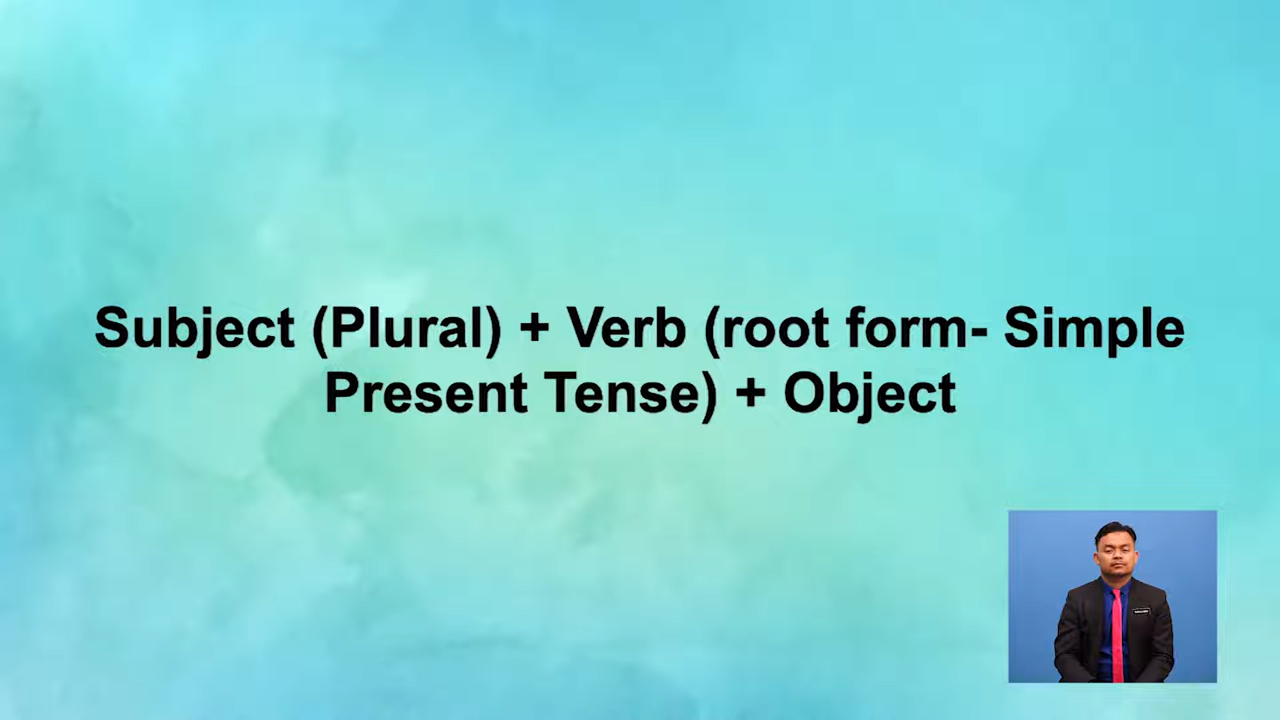 Subject (Plural) + Verb (root form- Simple
Present Tense) + Object